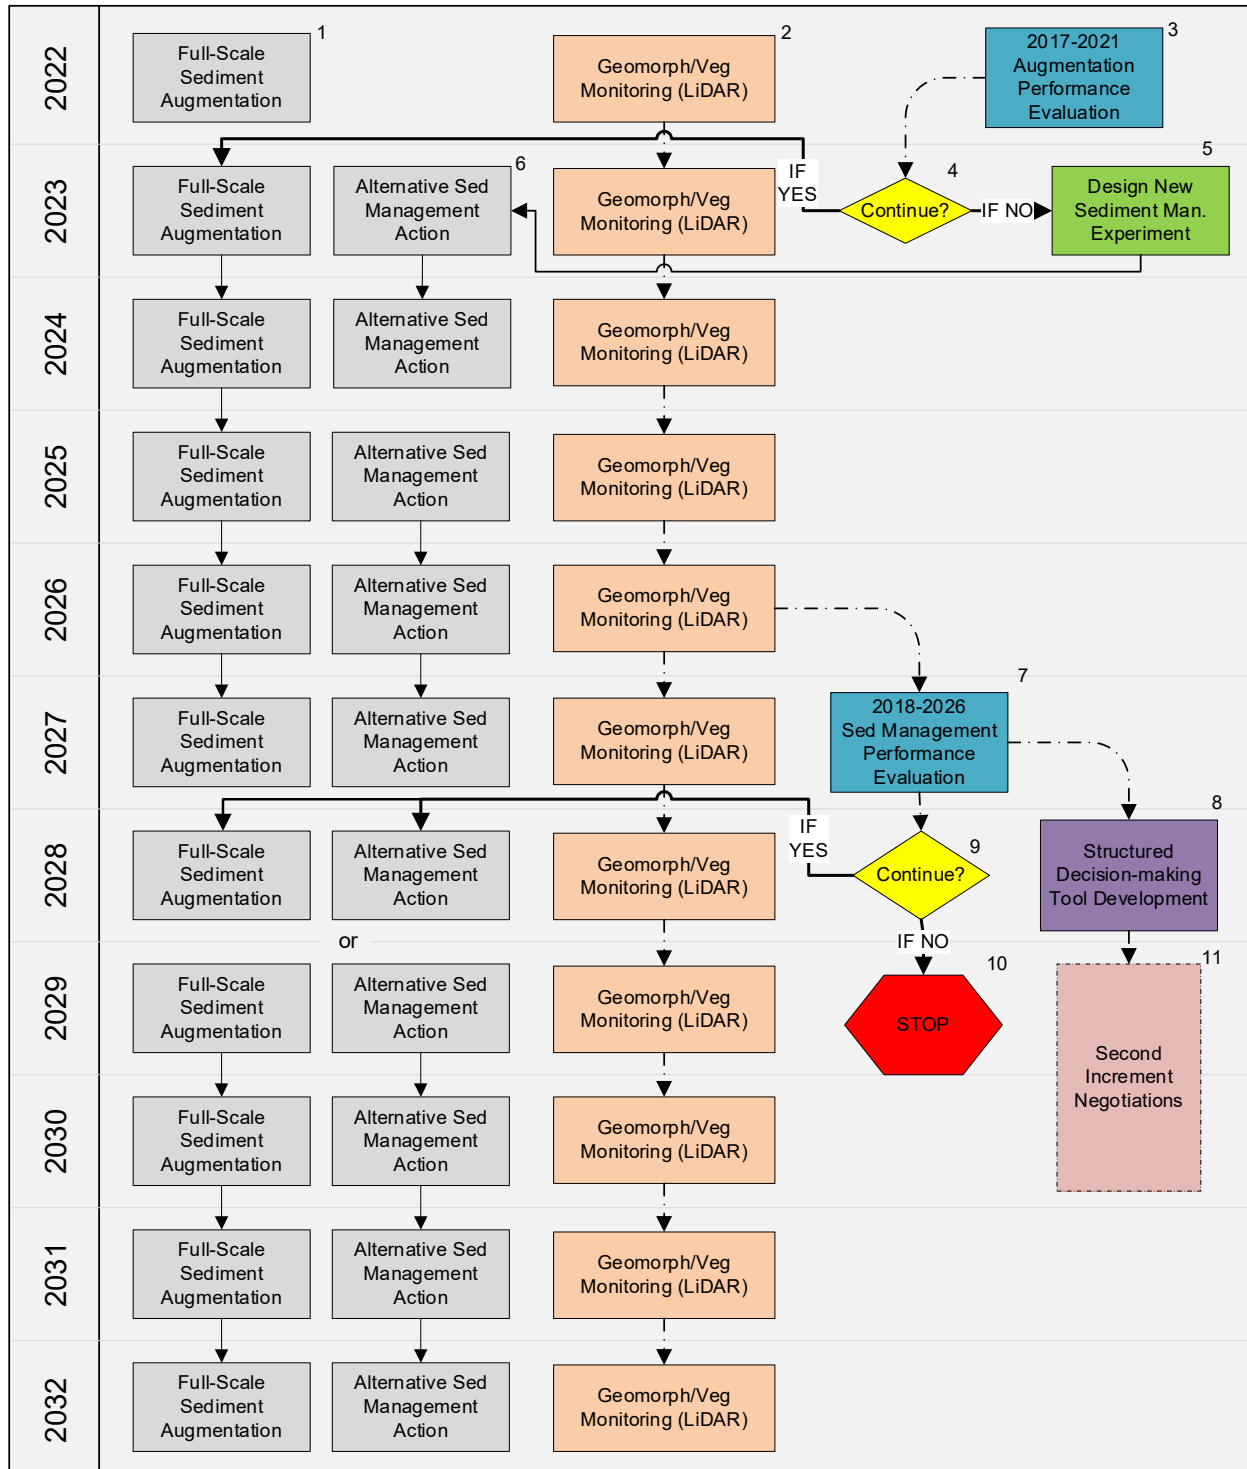 2022
Full-Scale
Sediment
Augmentation
1
Geomorph/Veg
Monitoring (LiDAR)
2
2017-2021
Augmentation
Performance
Evaluation
3
2023
Full-Scale
Sediment
Augmentation
Alternative Sed
Management
Action
6
Geomorph/Veg
Monitoring (LiDAR)
IF
YES
Continue?
4
IF NO
Design New
Sediment Man.
Experiment
5
2024
Full-Scale
Sediment
Augmentation
Alternative Sed
Management
Action
Geomorph/Veg
Monitoring (LiDAR)
2025
Full-Scale
Sediment
Augmentation
Alternative Sed
Management
Action
Geomorph/Veg
Monitoring (LiDAR)
2026
Full-Scale
Sediment
Augmentation
Alternative Sed
Management
Action
Geomorph/Veg
Monitoring (LiDAR)
2027
Full-Scale
Sediment
Augmentation
Alternative Sed
Management
Action
Geomorph/Veg
Monitoring (LiDAR)
2018-2026
Sed Management
Performance
Evaluation
7
2028
Full-Scale
Sediment
Augmentation
Alternative Sed
Management
Action
Geomorph/Veg
Monitoring (LiDAR)
IF
YES
Continue?
9
IF NO
Structured
Decision-making
Tool Development
8
or
2029
Full-Scale
Sediment
Augmentation
Alternative Sed
Management
Action
Geomorph/Veg
Monitoring (LiDAR)
STOP
10
Second
Increment
Negotiations
11
2030
Full-Scale
Sediment
Augmentation
Alternative Sed
Management
Action
Geomorph/Veg
Monitoring (LiDAR)
2031
Full-Scale
Sediment
Augmentation
Alternative Sed
Management
Action
Geomorph/Veg
Monitoring (LiDAR)
2032
Full-Scale
Sediment
Augmentation
Alternative Sed
Management
Action
Geomorph/Veg
Monitoring (LiDAR)